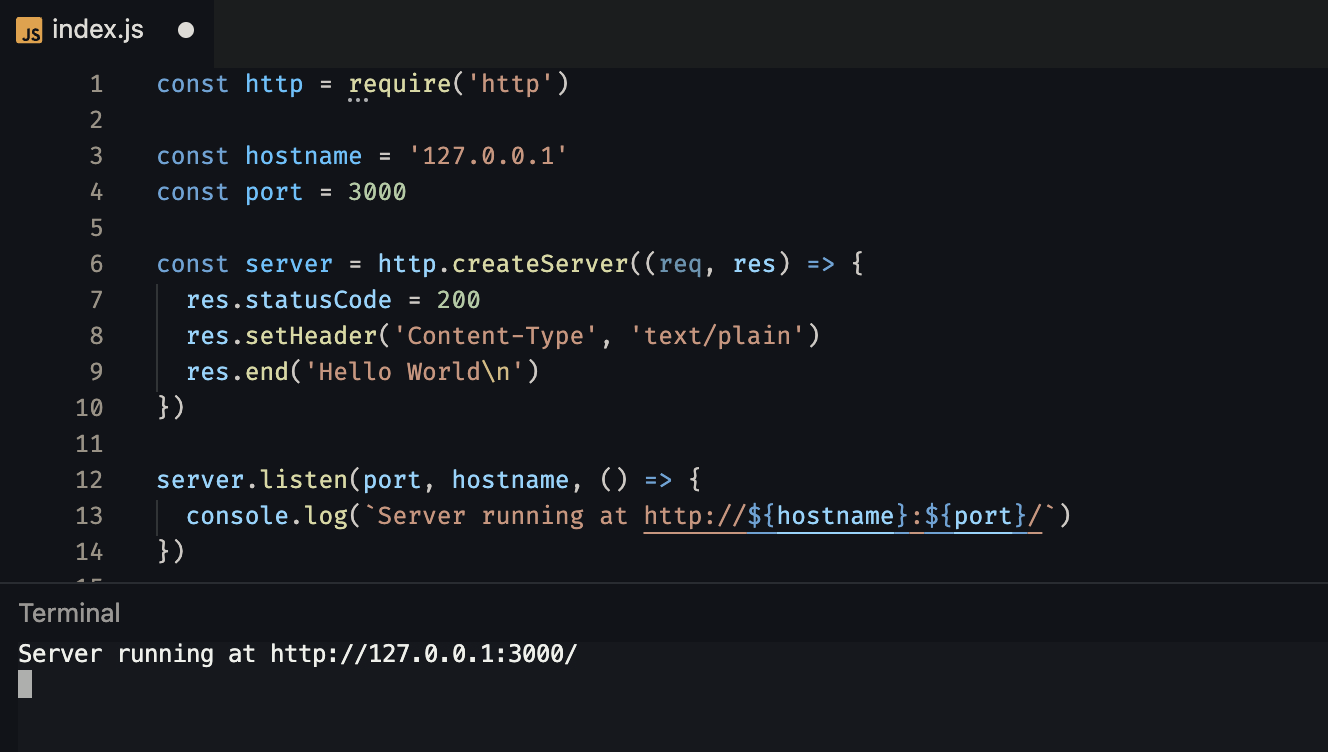 JS index.js
1 const http = require('http')
2
3 const hostname = '127.0.0.1'
4 const port = 3000
5
6 const server = http.createServer((req, res) => {
7   res.statusCode = 200
8   res.setHeader('Content-Type', 'text/plain')
9   res.end('Hello World\n')
10 })
11
12 server.listen(port, hostname, () => {
13   console.log(`Server running at http://${hostname}:${port}/`)
14 })
Terminal
Server running at http://127.0.0.1:3000/